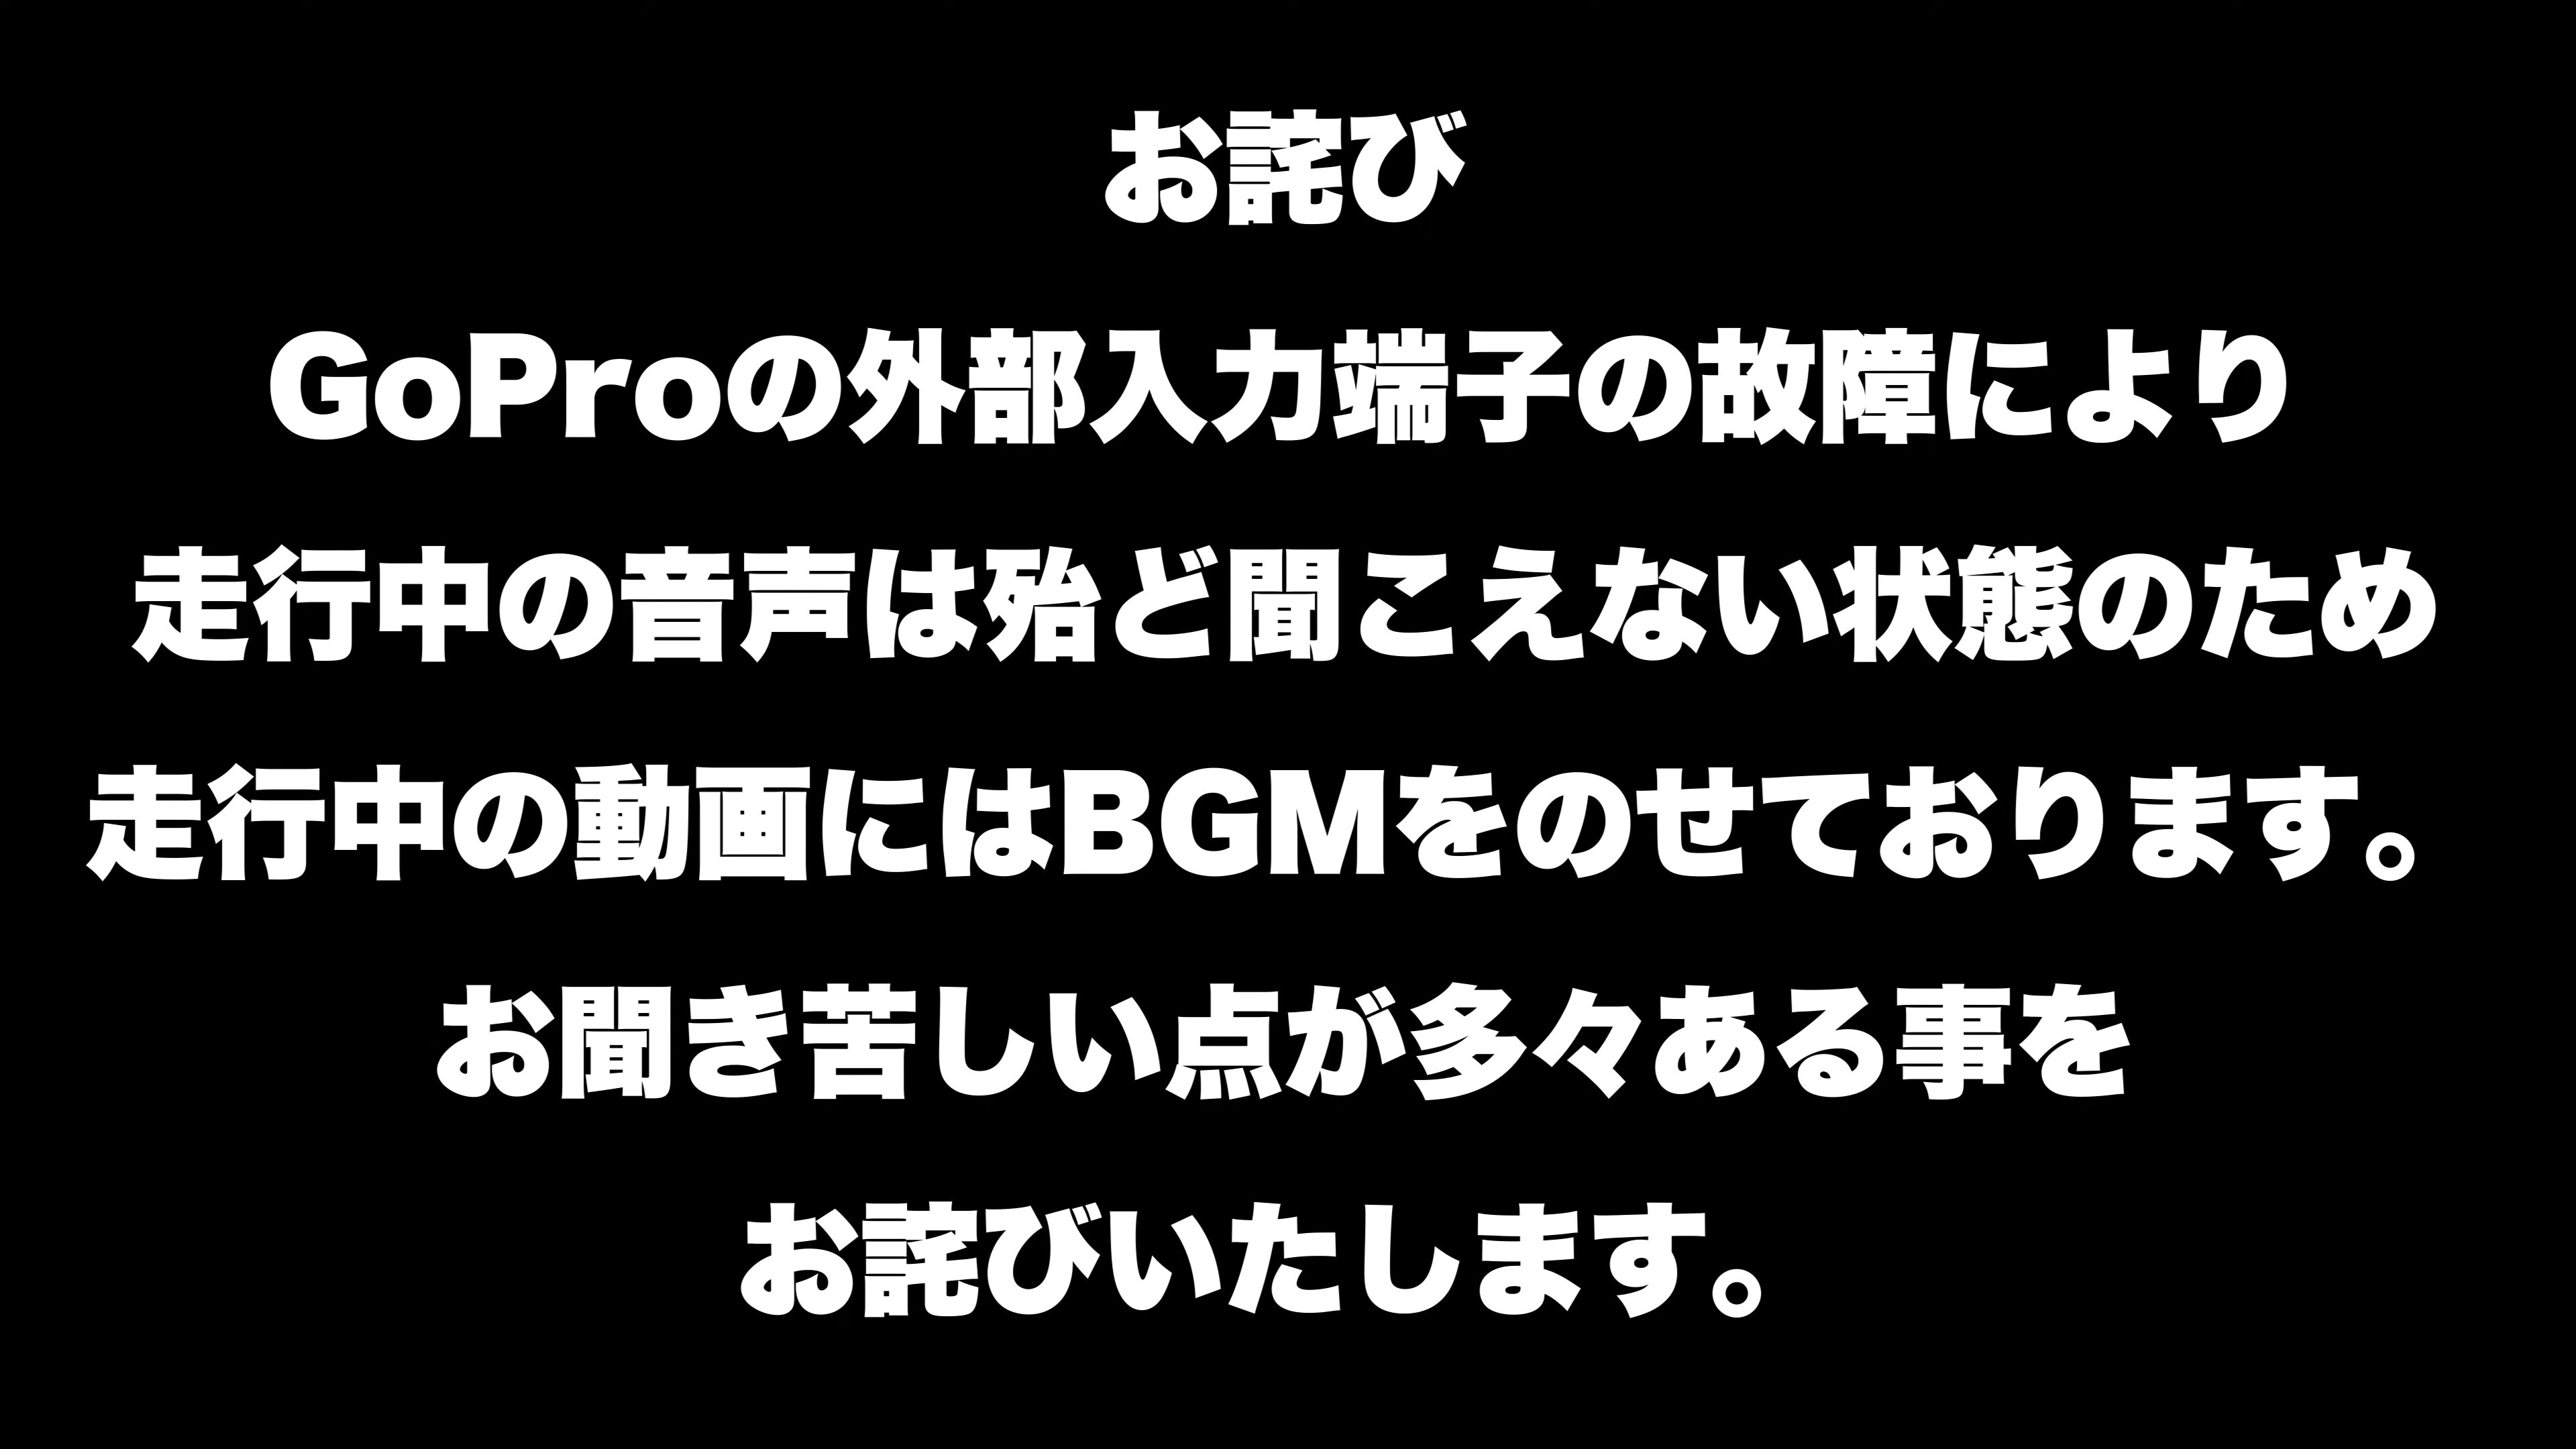 お詫び
GoProの外部入力端子の故障により
走行中の音声は殆ど聞こえない状態のため
走行中の動画にはBGMをのせております。
お聞き苦しい点が多々ある事を
お詫びいたします。